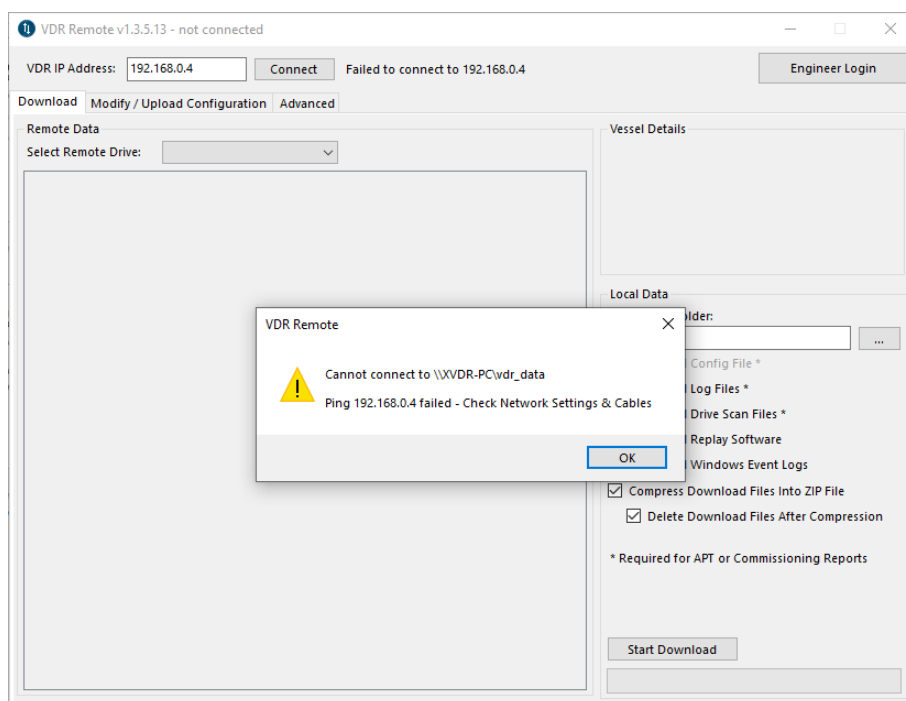 VDR Remote v1.3.5.13 - not connected
VDR IP Address: 192.168.0.4 Connect Failed to connect to 192.168.0.4 Engineer Login
Download Modify / Upload Configuration Advanced
Remote Data
Select Remote Drive:
Vessel Details
Local Data
VDR Remote
Cannot connect to \\XVDR-PC\vdr_data
Ping 192.168.0.4 failed - Check Network Settings & Cables
OK
...
Config File *
Log Files *
Drive Scan Files *
Replay Software
Windows Event Logs
Compress Download Files Into ZIP File
Delete Download Files After Compression
* Required for APT or Commissioning Reports
Start Download